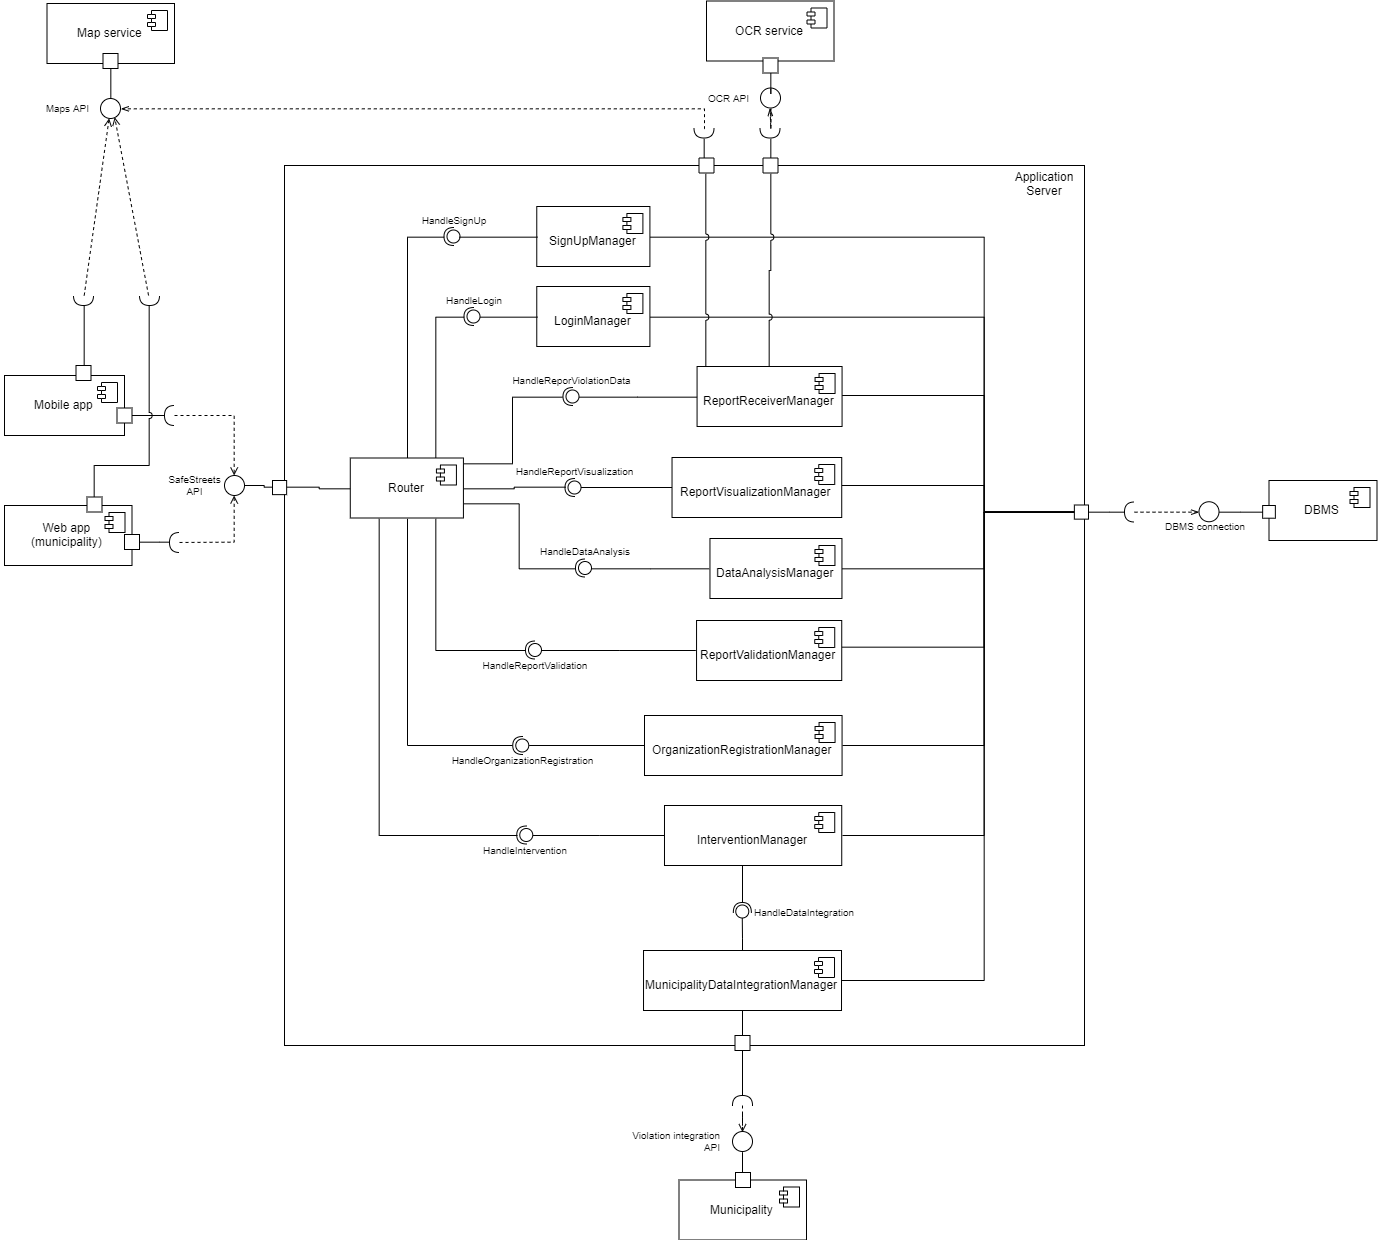 Map service
OCR service
Maps API
OCR API
Application
Server
HandleSignUp
SignUpManager
HandleLogin
LoginManager
HandleReporViolationData
ReportReceiverManager
Mobile app
SafeStreets
API
Router
HandleReportVisualization
ReportVisualizationManager
Web app
(municipality)
DBMS connection
DBMS
HandleDataAnalysis
DataAnalysisManager
HandleReportValidation
ReportValidationManager
HandleOrganizationRegistration
OrganizationRegistrationManager
HandleIntervention
InterventionManager
HandleDataIntegration
MunicipalityDataIntegrationManager
Violation integration
API
Municipality